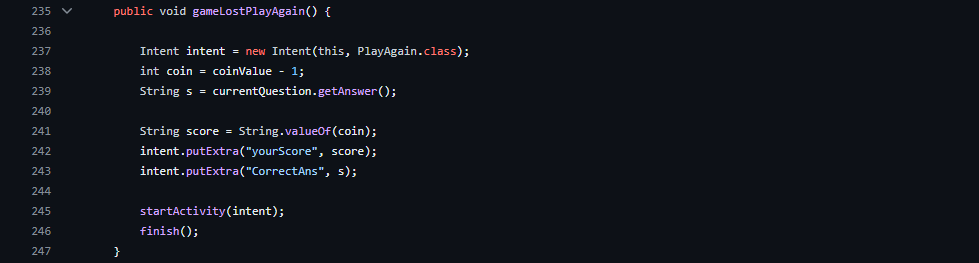 235 public void gameLostPlayAgain() {
236
237 Intent intent = new Intent(this, PlayAgain.class);
238 int coin = coinValue - 1;
239 String s = currentQuestion.getAnswer();
240
241 String score = String.valueOf(coin);
242 intent.putExtra("yourScore", score);
243 intent.putExtra("CorrectAns", s);
244
245 startActivity(intent);
246 finish();
247 }